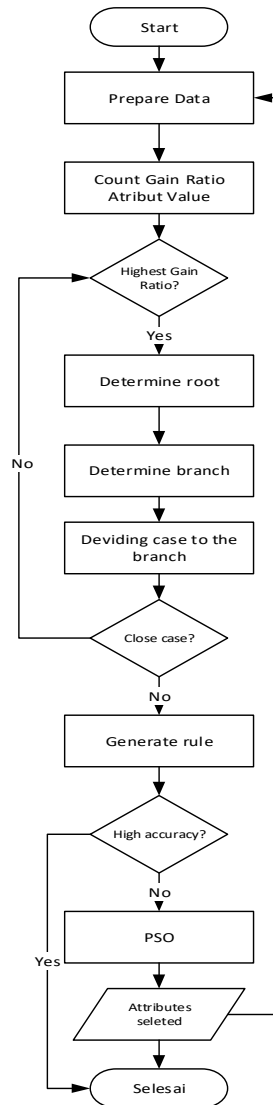 Start
Prepare Data
Count Gain Ratio
Atribut Value
Highest Gain
Ratio?
Yes
Determine root
No
Determine branch
Deviding case to the
branch
Close case?
No
Generate rule
High accuracy?
No
PSO
Yes
Attributes
seleted
Selesai